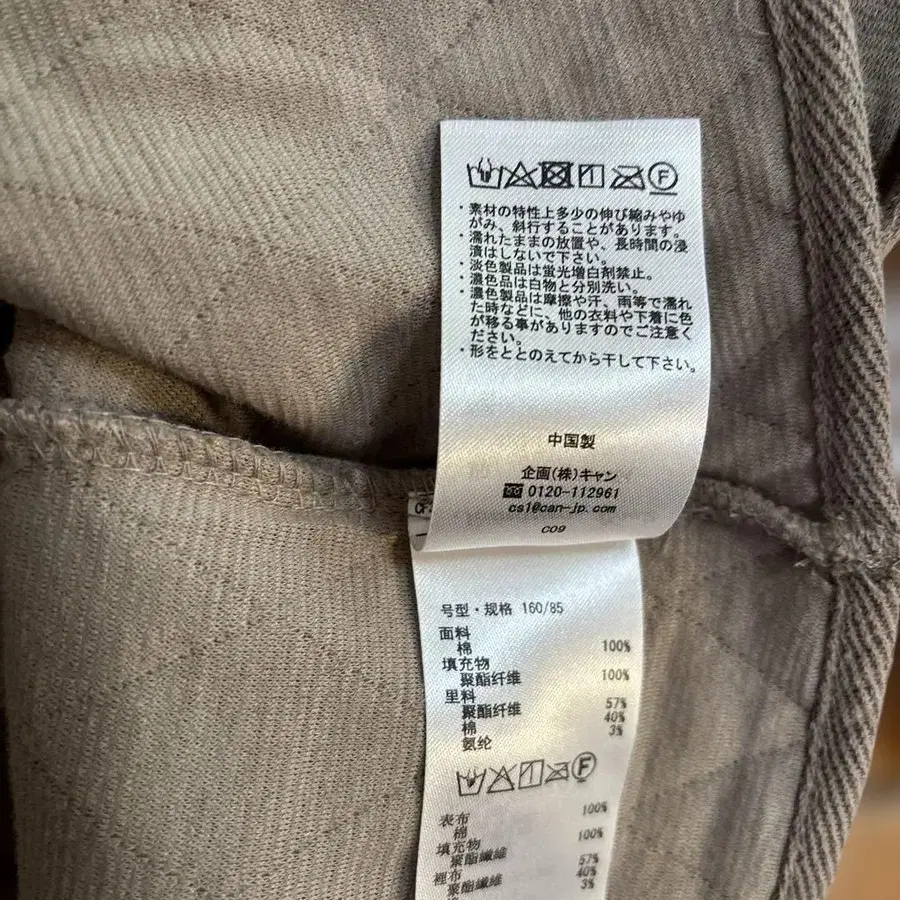 F
・素材の特性上多少の伸び縮みやゆ
がみ、斜行することがあります。
・濡れたままの放置や、長時間の浸
漬はしないで下さい。
・淡色製品は蛍光増白剤禁止。
・濃色品は白物と分別洗い。
・濃色製品は摩擦や汗、雨等で濡れ
た時などに、他の衣料や下着に色
が移る事がありますのでご注意く
ださい。
・形をととのえてから干して下さい。
中国製
企画(株)キャン
0120-112961
cs1@can-jp.com
C09
号型・规格 160/85
面料
棉 100%
填充物
聚酯纤维 100%
里料
聚酯纤维 57%
棉 40%
氨纶 3%
F
表布
棉 100%
填充物
聚酯纖維 100%
裡布
聚酯纖維 57%
40%
3%